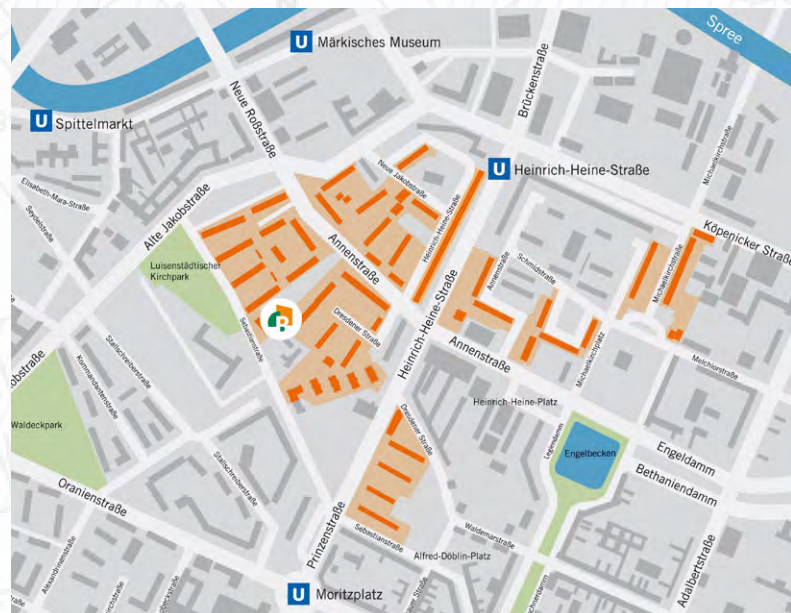 Spree
U Märkisches Museum
Brückenstraße
Neue Roßstraße
U Spittelmarkt
Michaelkirchstraße
Neue Jakobstraße
U Heinrich-Heine-Straße
Elisabeth-Mara-Straße
Seydelstraße
Alte Jakobstraße
Heinrich-Heine-Straße
Köpenicker Straße
Annenstraße
Luisenstädtischer
Kirchpark
Annenstraße
Schmidstraße
Michaelkirchstraße
Sebastianstraße
Dresdener Straße
Heinrich-Heine-Straße
Annenstraße
Michaelkirchplatz
Melchiorstraße
obstraße
Stallschreiberstraße
Kommandantenstraße
Heinrich-Heine-Platz
Waldeckpark
Dresdener Straße
Legiendamm
Engelbecken
Engeldamm
Bethaniendamm
Stallschreiberstraße
Oranienstraße
Prinzenstraße
Sebastianstraße
Waldemarstraße
Alfred-Döblin-Platz
Adalbertstraße
Alexandrinenstraße
U Moritzplatz